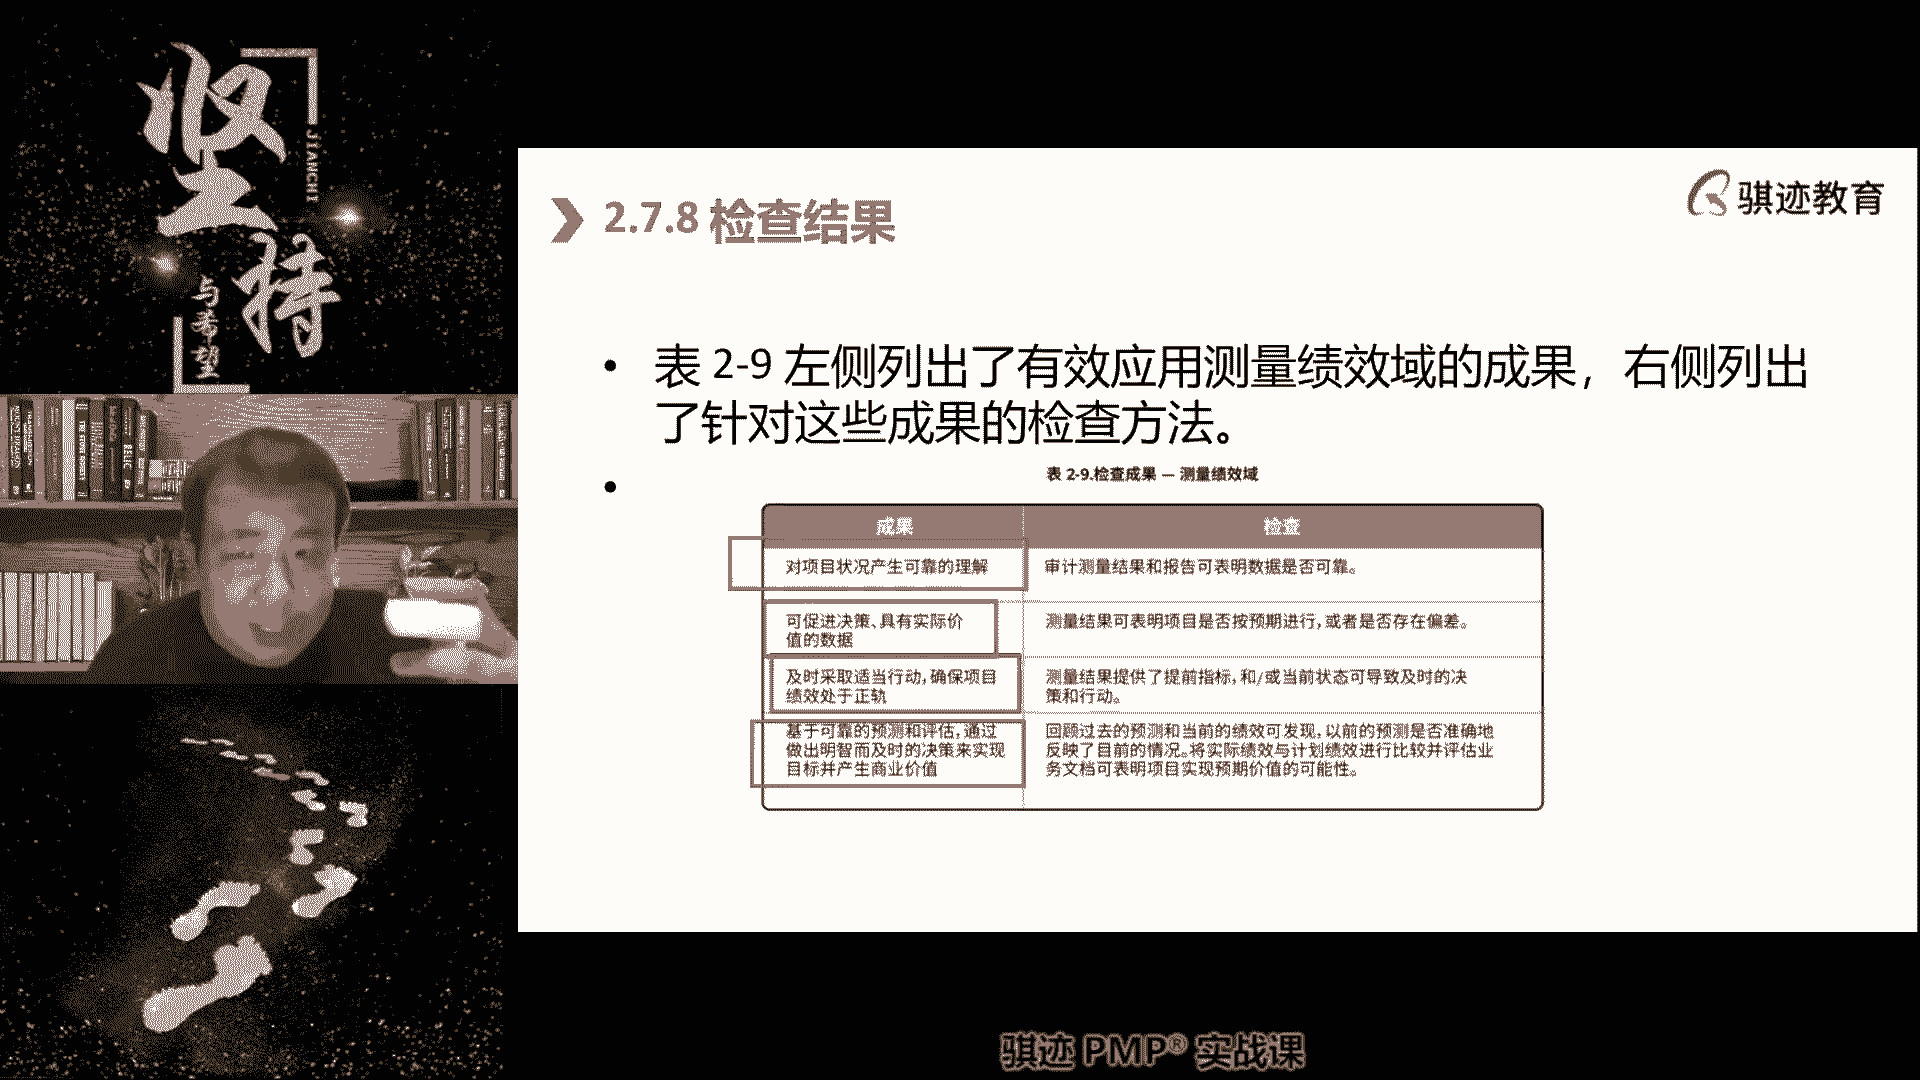 坚持
JIANCHI
与希望
骐迹教育
2.7.8 检查结果
• 表 2-9 左侧列出了有效应用测量绩效域的成果，右侧列出
了针对这些成果的检查方法。
•
表 2-9.检查成果 — 测量绩效域
成果
检查
对项目状况产生可靠的理解
审计测量结果和报告可表明数据是否可靠。
可促进决策、具有实际价
值的数据
测量结果可表明项目是否按预期进行，或者是否存在偏差。
及时采取适当行动，确保项目
绩效处于正轨
测量结果提供了提前指标，和/或当前状态可导致及时的决
策和行动。
基于可靠的预测和评估，通过
做出明智而及时的决策来实现
目标并产生商业价值
回顾过去的预测和当前的绩效可发现，以前的预测是否准确地
反映了目前的情况。将实际绩效与计划绩效进行比较并评估业
务文档可表明项目实现预期价值的可能性。
骐迹 PMP® 实战课